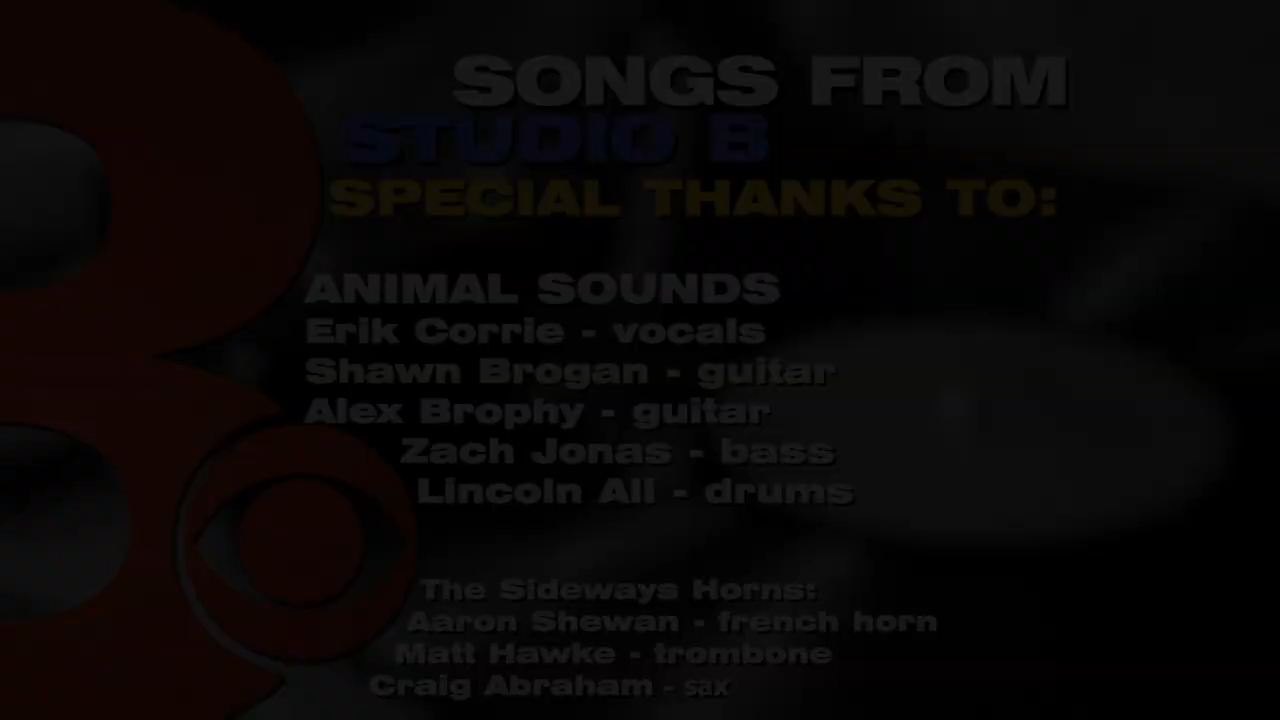 SONGS FROM
STUDIO B
SPECIAL THANKS TO:
ANIMAL SOUNDS
Erik Corrie - vocals
Shawn Brogan - guitar
Alex Brophy - guitar
Zach Jonas - bass
Lincoln All - drums
The Sideways Horns:
Aaron Shewan - french horn
Matt Hawke - trombone
Craig Abraham - sax